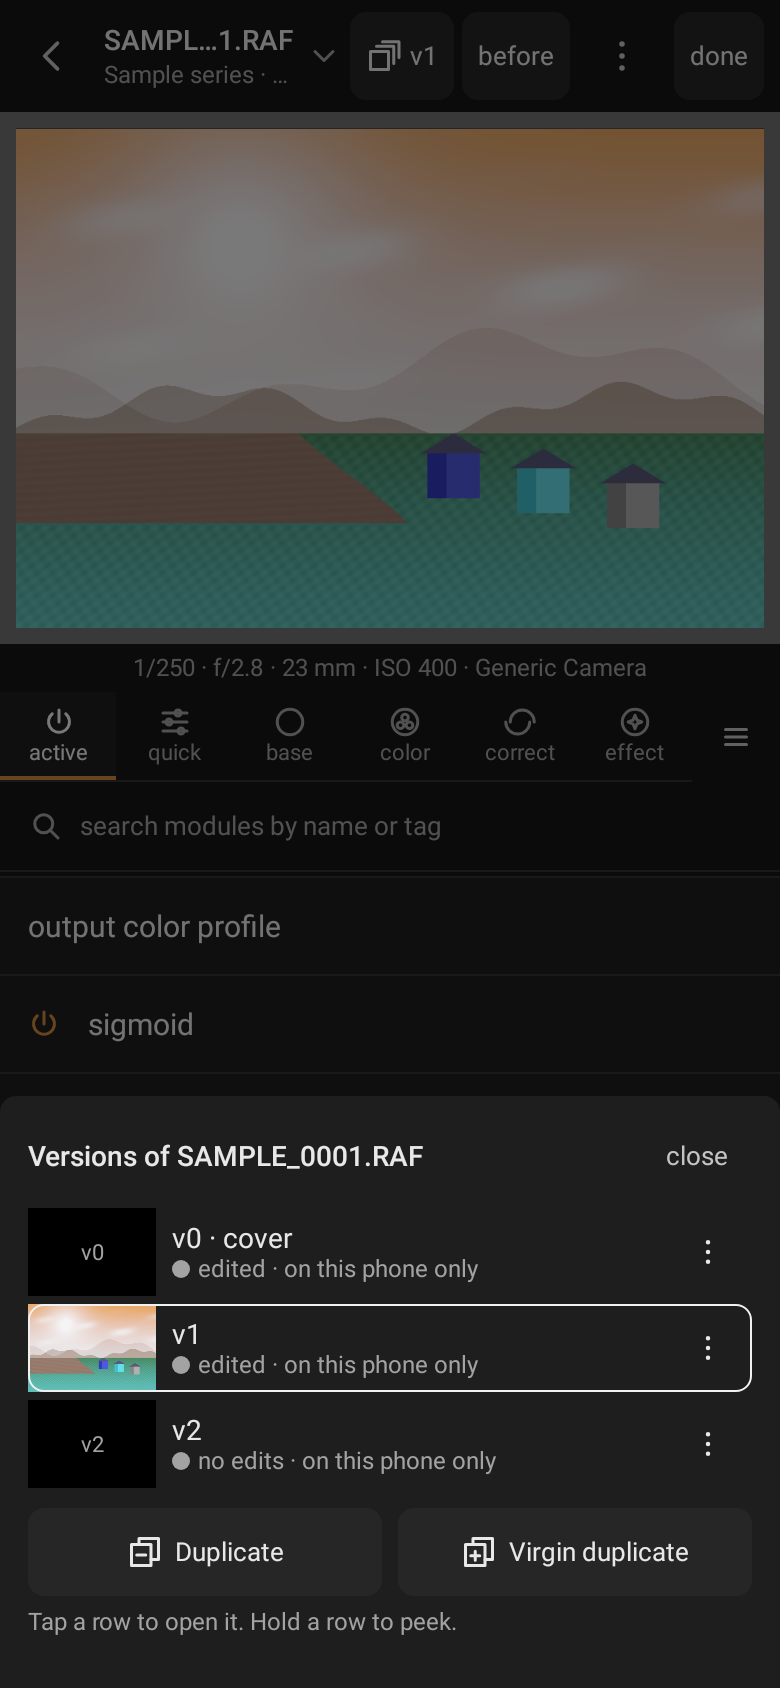 SAMPL…1.RAF
Sample series · …
v1
before
done
1/250 · f/2.8 · 23 mm · ISO 400 · Generic Camera
active
quick
base
color
correct
effect
search modules by name or tag
output color profile
sigmoid
Versions of SAMPLE_0001.RAF
close
v0
v0 · cover
edited · on this phone only
v1
edited · on this phone only
v2
v2
no edits · on this phone only
Duplicate
Virgin duplicate
Tap a row to open it. Hold a row to peek.